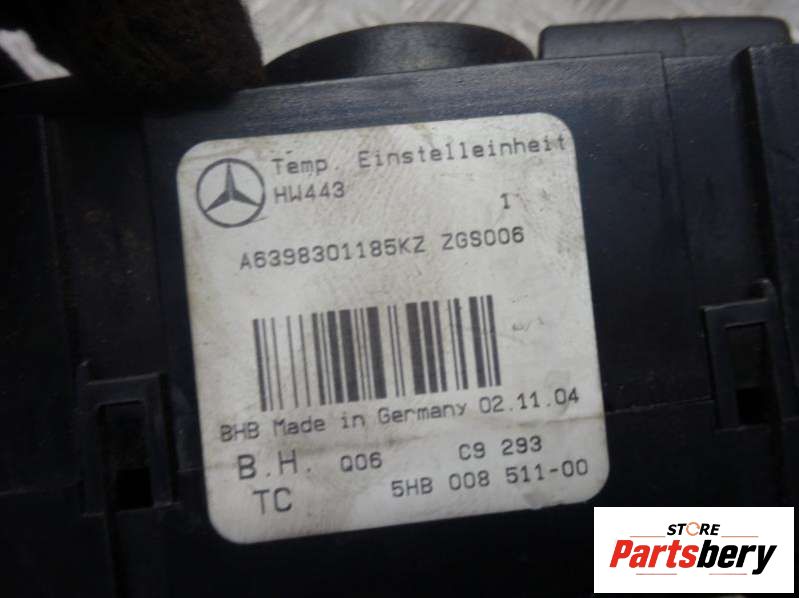 Temp. Einstelleinheit
HW443
1
A6398301185KZ ZGS006
BHB Made in Germany 02.11.04
B.H. Q06 C9 293
TC 5HB 008 511-00
STORE
Partsbery